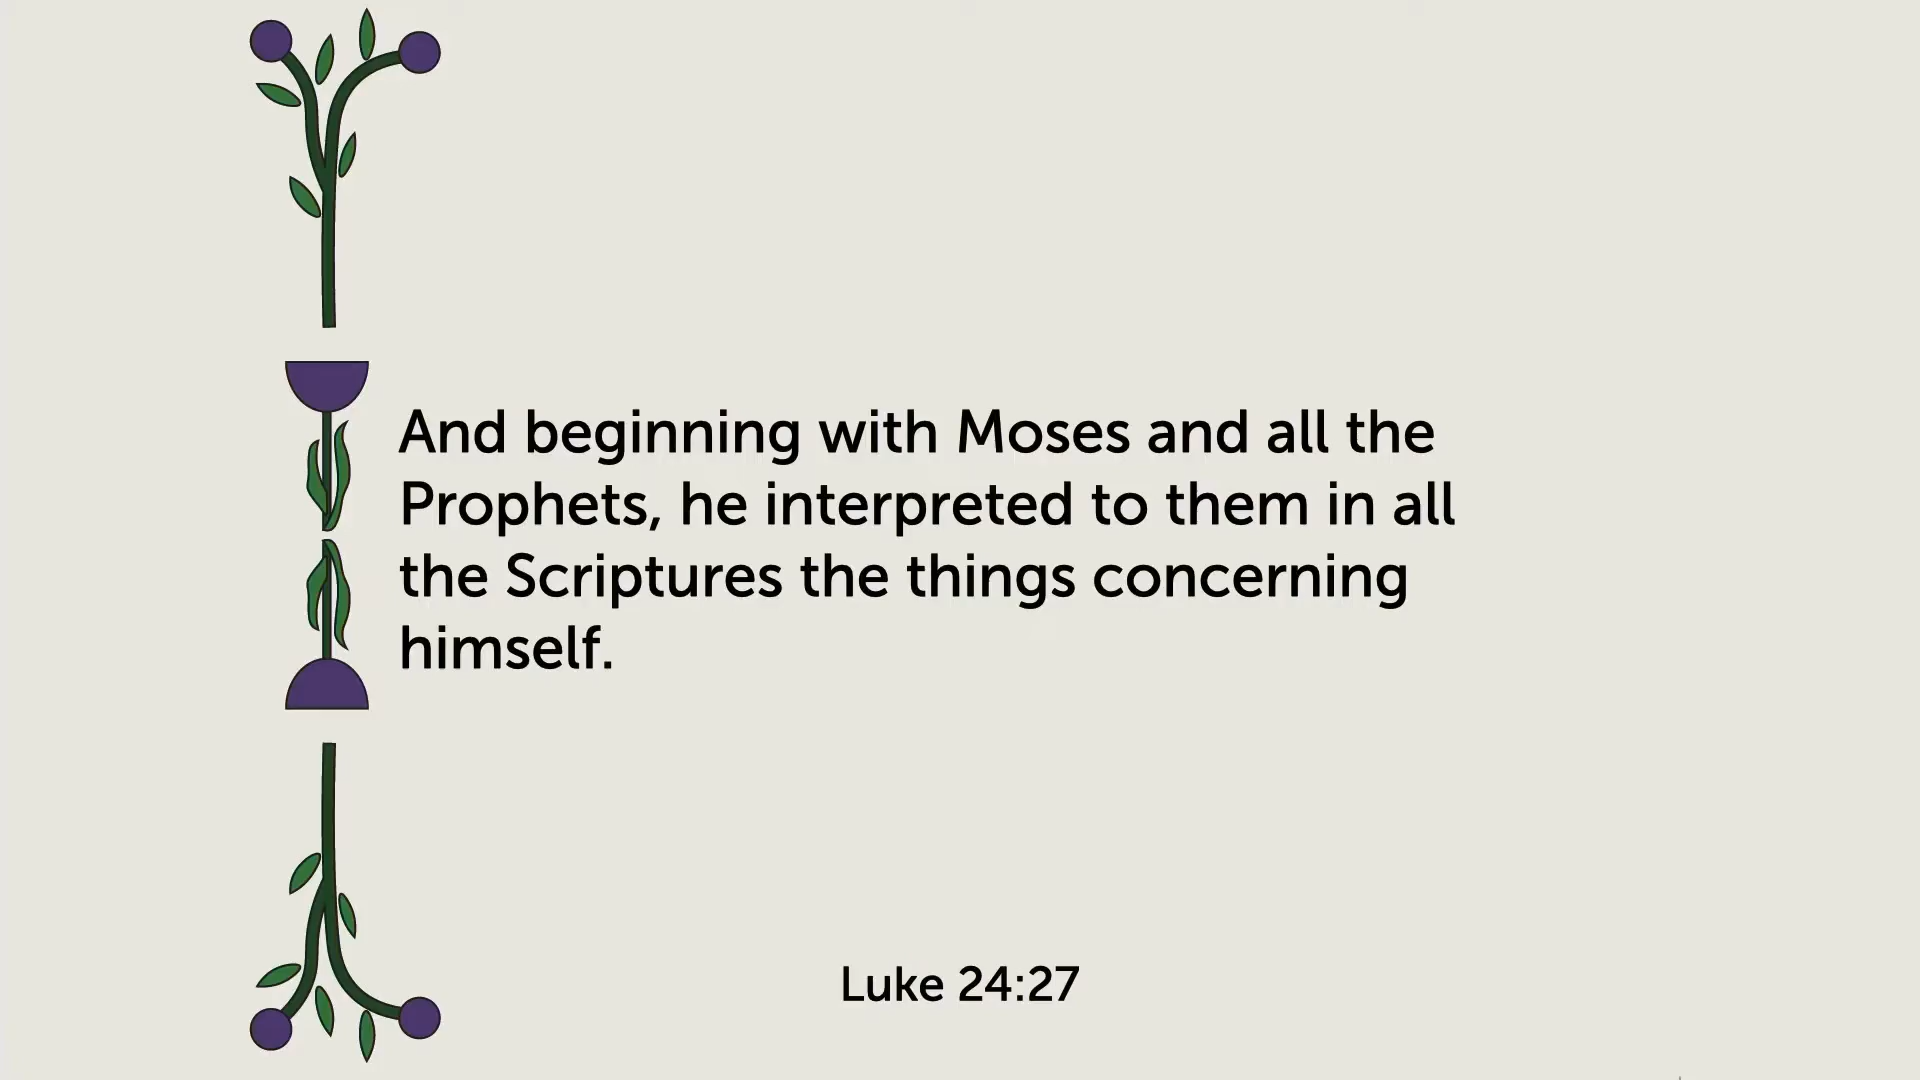 And beginning with Moses and all the
Prophets, he interpreted to them in all
the Scriptures the things concerning
himself.
Luke 24:27